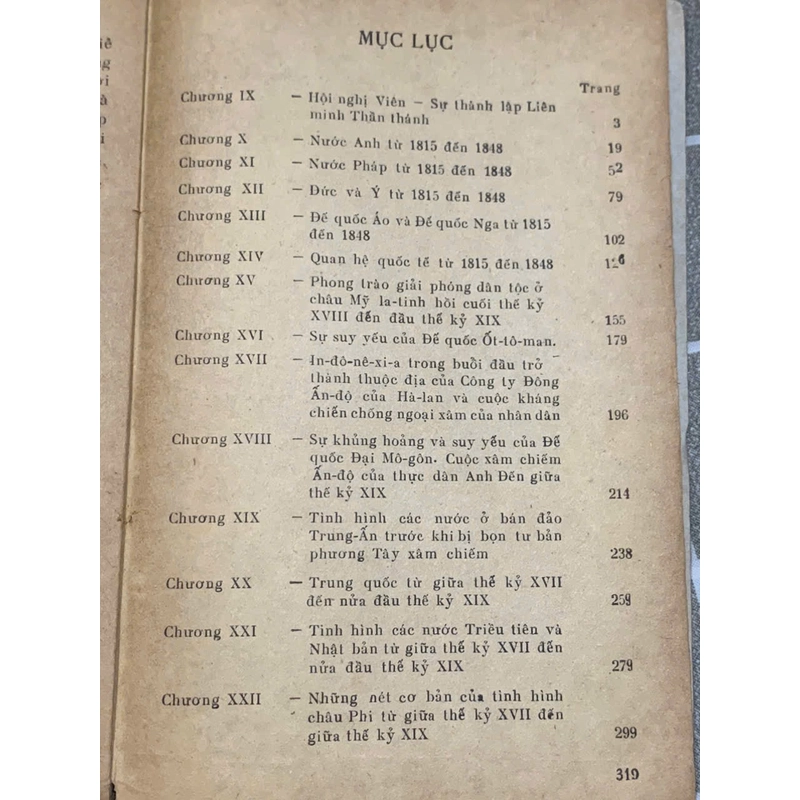 MỤC LỤC
Trang
Chương IX — Hội nghị Viên — Sự thành lập Liên
minh Thần thánh 3
Chương X — Nước Anh từ 1815 đến 1848 19
Chương XI — Nước Pháp từ 1815 đến 1848 52
Chương XII — Đức và Ý từ 1815 đến 1848 79
Chương XIII — Đế quốc Áo và Đế quốc Nga từ 1815
đến 1848 102
Chương XIV — Quan hệ quốc tế từ 1815 đến 1848 126
Chương XV — Phong trào giải phóng dân tộc ở
châu Mỹ la-tinh hồi cuối thế kỷ
XVIII đến đầu thế kỷ XIX 155
Chương XVI — Sự suy yếu của Đế quốc Ốt-tô-man. 179
Chương XVII — In-đô-nê-xi-a trong buổi đầu trở
thành thuộc địa của Công ty Đông
Ấn-độ của Hà-lan và cuộc kháng
chiến chống ngoại xâm của nhân dân 196
Chương XVIII — Sự khủng hoảng và suy yếu của Đế
quốc Đại Mô-gôn. Cuộc xâm chiếm
Ấn-độ của thực dân Anh Đến giữa
thế kỷ XIX 214
Chương XIX — Tình hình các nước ở bán đảo
Trung-Ấn trước khi bị bọn tư bản
phương Tây xâm chiếm 238
Chương XX — Trung quốc từ giữa thế kỷ XVII
đến nửa đầu thế kỷ XIX 259
Chương XXI — Tình hình các nước Triều tiên và
Nhật bản từ giữa thế kỷ XVII đến
nửa đầu thế kỷ XIX 279
Chương XXII — Những nét cơ bản của tình hình
châu Phi từ giữa thế kỷ XVII đến
giữa thế kỷ XIX 299
319